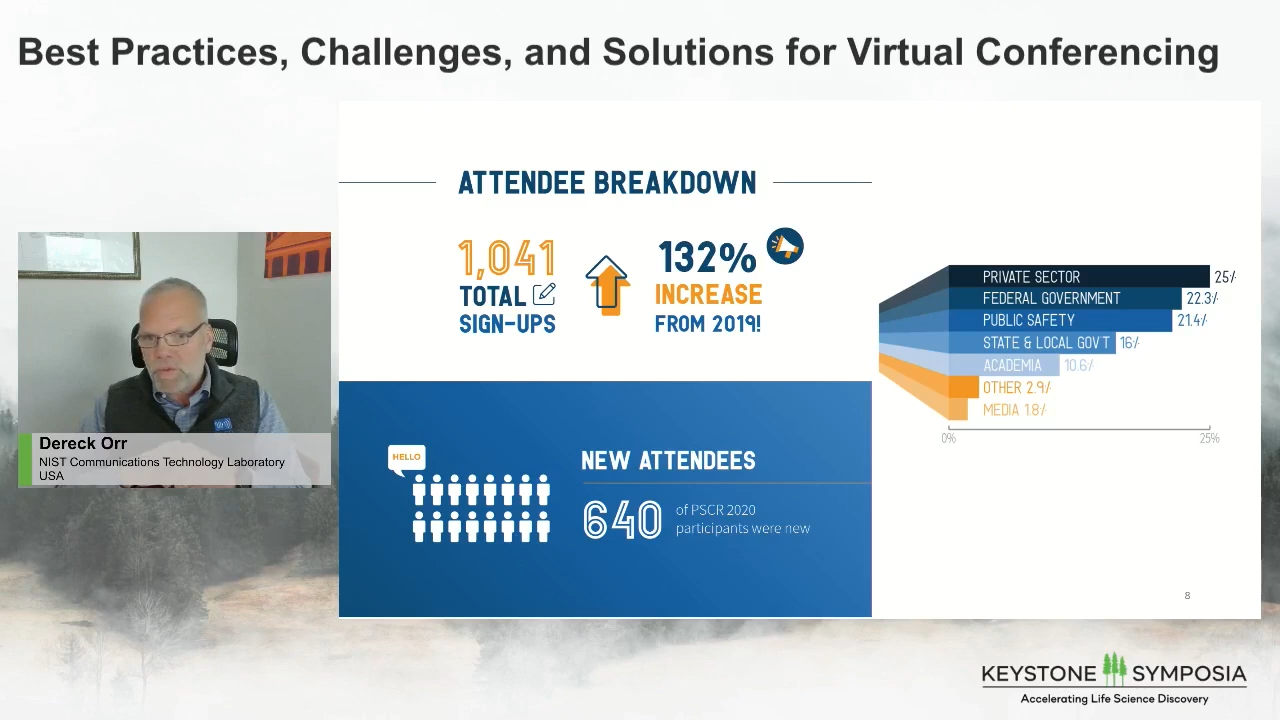 Best Practices, Challenges, and Solutions for Virtual Conferencing
Dereck Orr
NIST Communications Technology Laboratory
USA
ATTENDEE BREAKDOWN
1,041
TOTAL
SIGN-UPS
132%
INCREASE
FROM 2019!
HELLO
NEW ATTENDEES
640
of PSCR 2020
participants were new
PRIVATE SECTOR 25%
FEDERAL GOVERNMENT 22.3%
PUBLIC SAFETY 21.4%
STATE & LOCAL GOV'T 16%
ACADEMIA 10.6%
OTHER 2.9%
MEDIA 1.8%
0% 25%
8
KEYSTONE SYMPOSIA
Accelerating Life Science Discovery